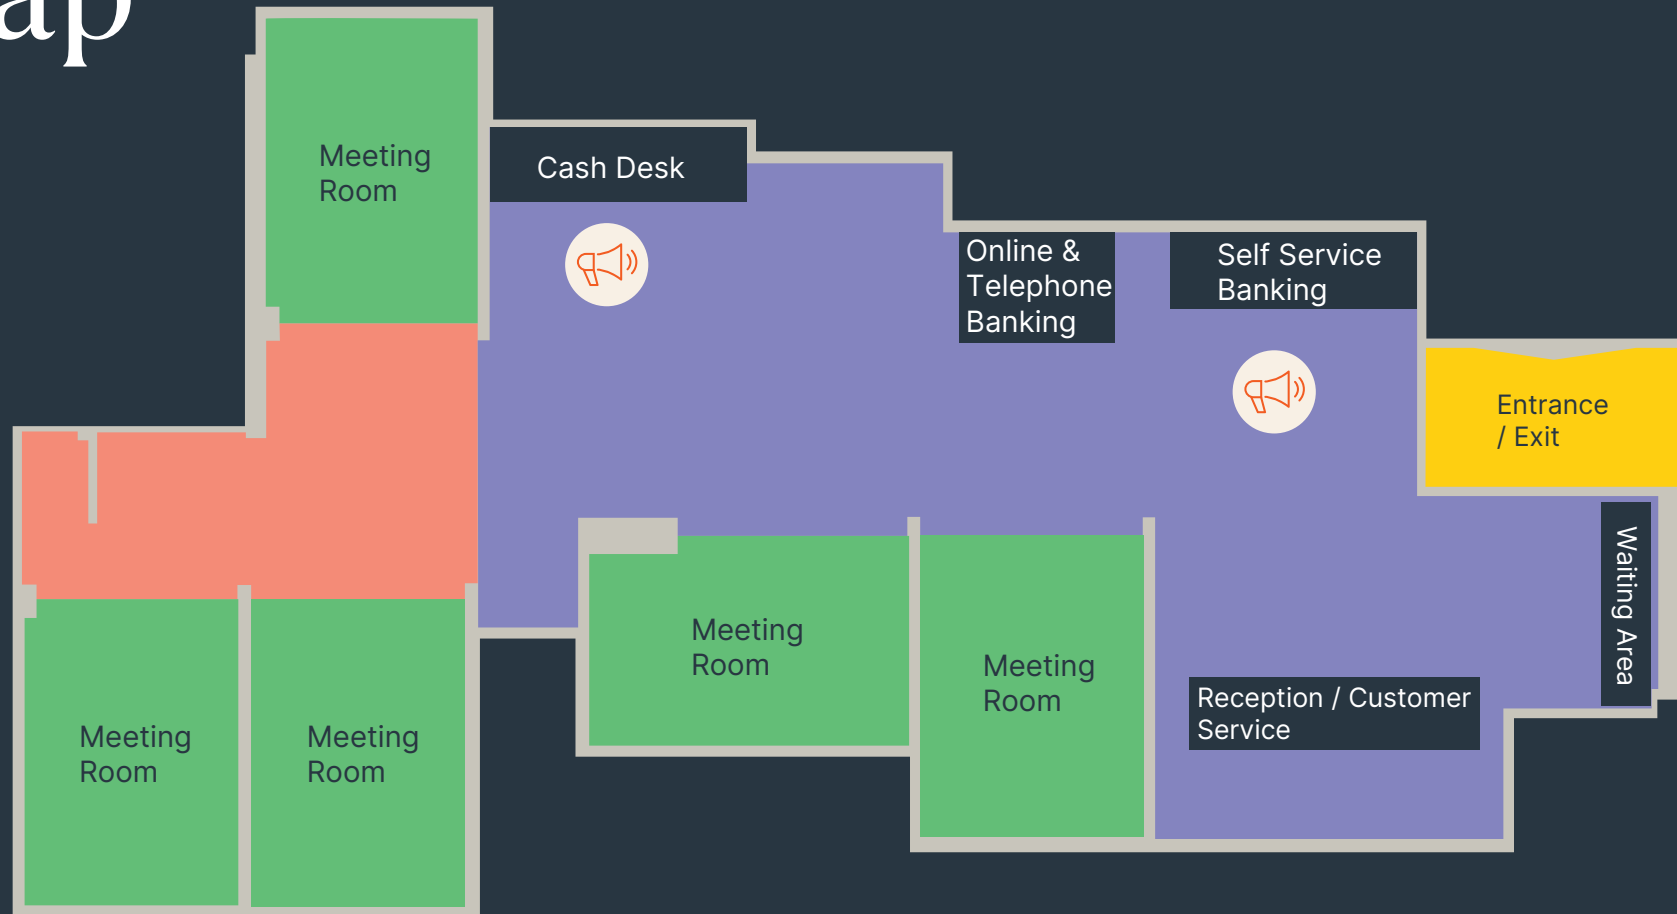 ap
Meeting
Room
Cash Desk
Online &
Telephone
Banking
Self Service
Banking
Entrance
/ Exit
Waiting Area
Meeting
Room
Meeting
Room
Reception / Customer
Service
Meeting
Room
Meeting
Room